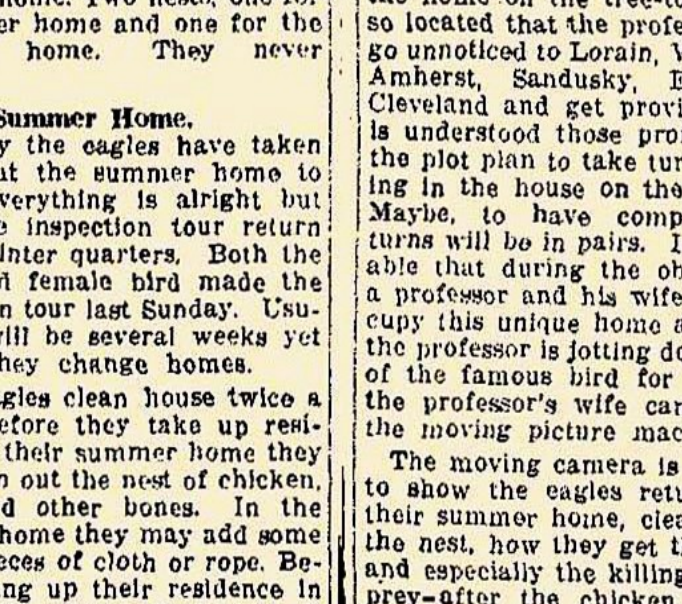 er home and one for the
home. They never
Summer Home.
y the eagles have taken
ut the summer home to
verything is alright but
inspection tour return
inter quarters. Both the
d female bird made the
n tour last Sunday. Usu-
vill be several weeks yet
hey change homes.
gles clean house twice a
efore they take up resi-
their summer home they
n out the nest of chicken,
d other bones. In the
home they may add some
eces of cloth or rope. Be-
ng up their residence in
so located that the profe
go unnoticed to Lorain, V
Amherst, Sandusky, E
Cleveland and get provi
is understood those pro
the plot plan to take tur
ing in the house on the
Maybe, to have comp
turns will be in pairs. I
able that during the ob
a professor and his wife
cupy this unique home a
the professor is jotting do
of the famous bird for
the professor's wife car
the moving picture mac
The moving camera is
to show the eagles retu
their summer home, clea
the nest, how they get t
and especially the killing
prey-after the chicken